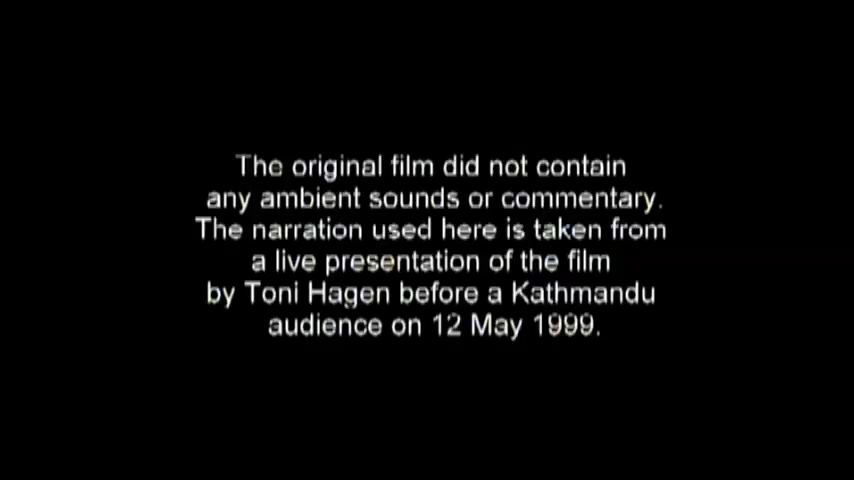 The original film did not contain
any ambient sounds or commentary.
The narration used here is taken from
a live presentation of the film
by Toni Hagen before a Kathmandu
audience on 12 May 1999.